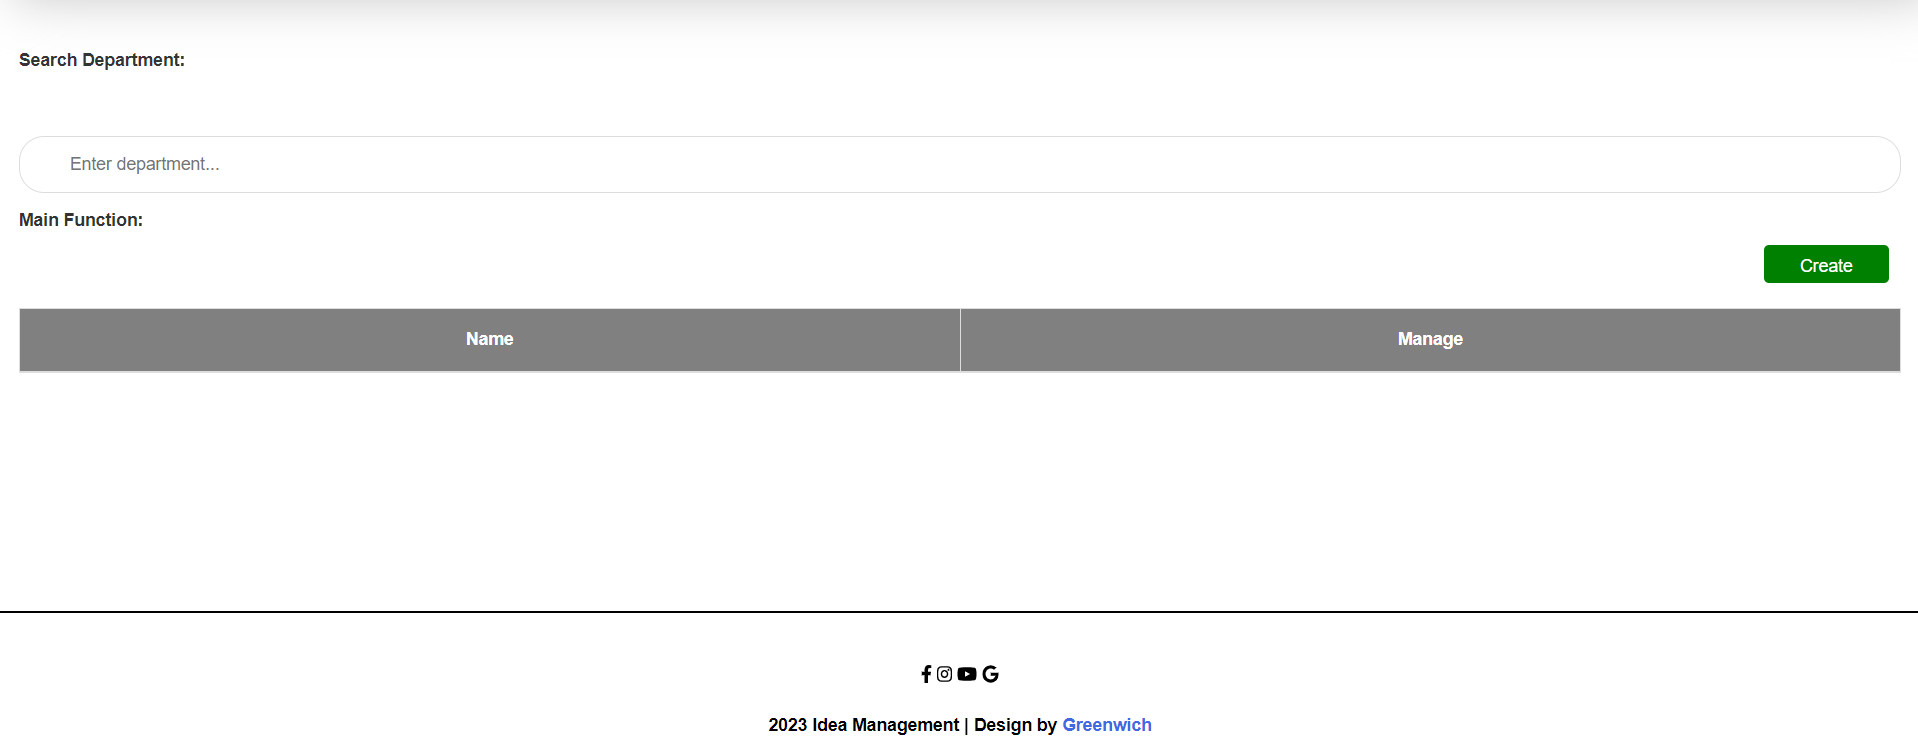 Search Department:
Enter department...
Main Function:
Create
Name Manage
2023 Idea Management | Design by Greenwich